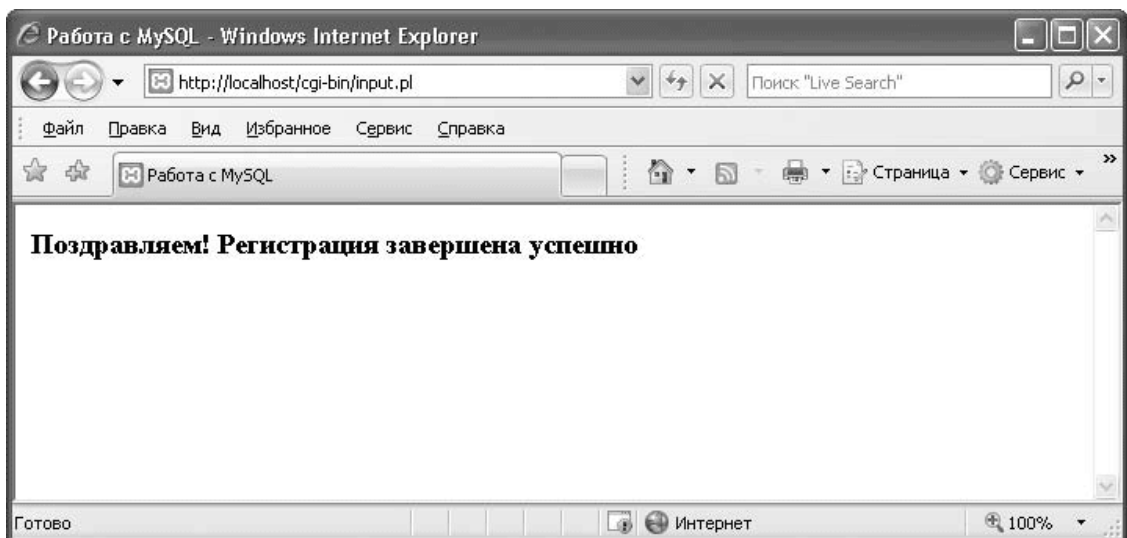 Работа с MySQL - Windows Internet Explorer
http://localhost/cgi-bin/input.pl
Поиск "Live Search"
Файл Правка Вид Избранное Сервис Справка
Работа с MySQL
Страница Сервис »
Поздравляем! Регистрация завершена успешно
Готово
Интернет
100%